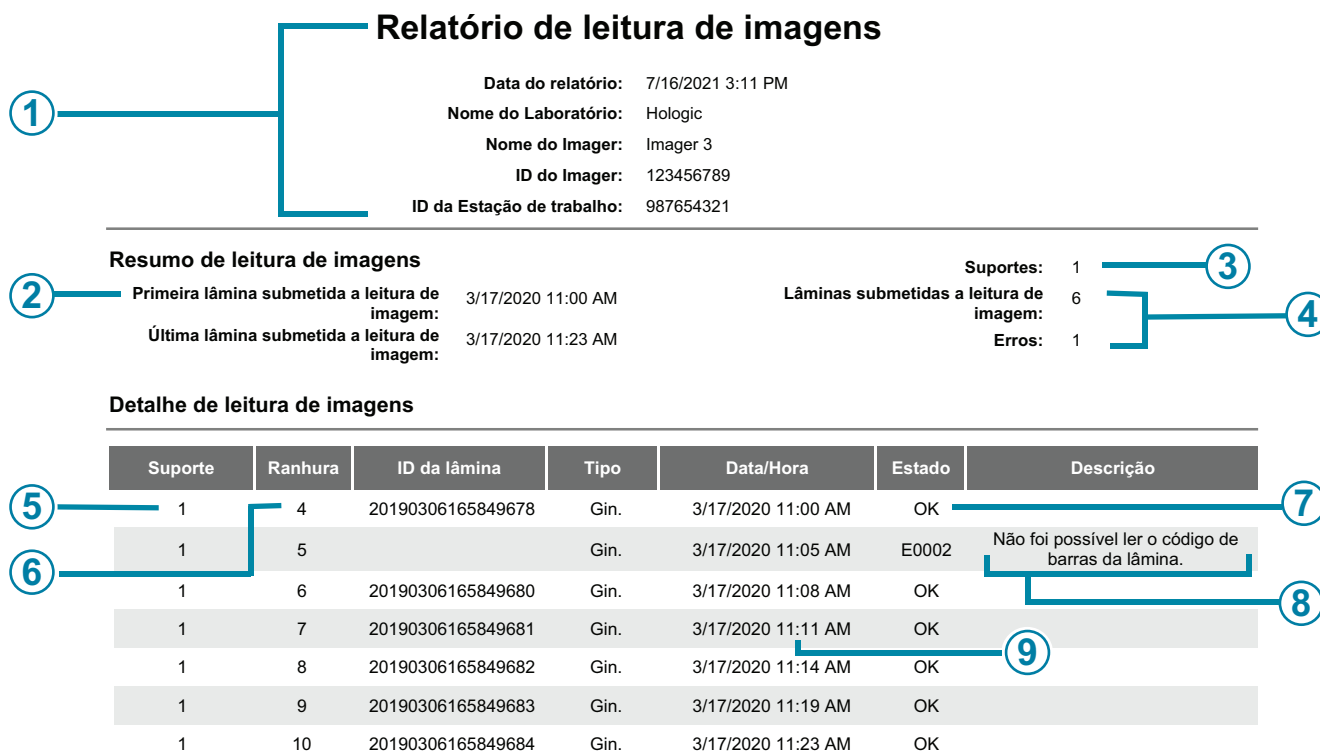 Relatório de leitura de imagens
1
Data do relatório: 7/16/2021 3:11 PM
Nome do Laboratório: Hologic
Nome do Imager: Imager 3
ID do Imager: 123456789
ID da Estação de trabalho: 987654321
Resumo de leitura de imagens
2
Primeira lâmina submetida a leitura de
imagem: 3/17/2020 11:00 AM
Última lâmina submetida a leitura de
imagem: 3/17/2020 11:23 AM
Suportes: 1
3
Lâminas submetidas a leitura de
imagem: 6
4
Erros: 1
Detalhe de leitura de imagens
Suporte Ranhura ID da lâmina Tipo Data/Hora Estado Descrição
5 1 4 20190306165849678 Gin. 3/17/2020 11:00 AM OK 7
1 5 Gin. 3/17/2020 11:05 AM E0002 Não foi possível ler o código de
barras da lâmina.
6
1 6 20190306165849680 Gin. 3/17/2020 11:08 AM OK
8
1 7 20190306165849681 Gin. 3/17/2020 11:11 AM OK
9
1 8 20190306165849682 Gin. 3/17/2020 11:14 AM OK
1 9 20190306165849683 Gin. 3/17/2020 11:19 AM OK
1 10 20190306165849684 Gin. 3/17/2020 11:23 AM OK